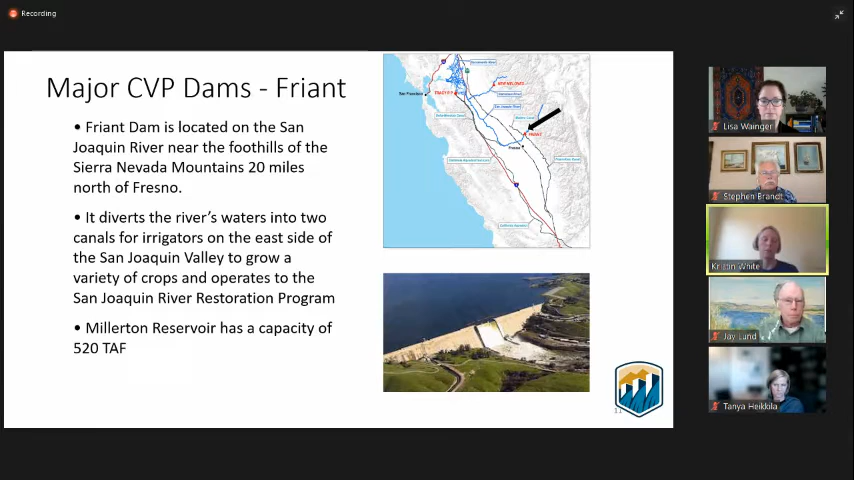 Recording
Major CVP Dams - Friant
• Friant Dam is located on the San
Joaquin River near the foothills of the
Sierra Nevada Mountains 20 miles
north of Fresno.
• It diverts the river's waters into two
canals for irrigators on the east side of
the San Joaquin Valley to grow a
variety of crops and operates to the
San Joaquin River Restoration Program
• Millerton Reservoir has a capacity of
520 TAF
San Francisco
Fresno
FRIANT
Lisa Wainger
Stephen Brandt
Kristin White
Jay Lund
Tanya Heikkila